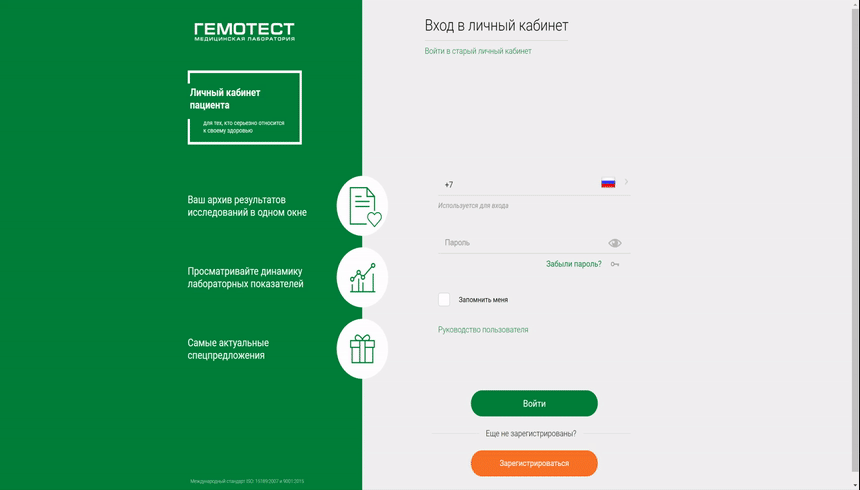 ГЕМОТЕСТ
МЕДИЦИНСКАЯ ЛАБОРАТОРИЯ
Личный кабинет
пациента
для тех, кто серьезно относится
к своему здоровью
Ваш архив результатов
исследований в одном окне
Просматривайте динамику
лабораторных показателей
Самые актуальные
спецпредложения
Международный стандарт ISO 15189:2007 и 9001:2015
Вход в личный кабинет
Войти в старый личный кабинет
+7
Используется для входа
Пароль
Забыли пароль?
Запомнить меня
Руководство пользователя
Войти
Еще не зарегистрированы?
Зарегистрироваться